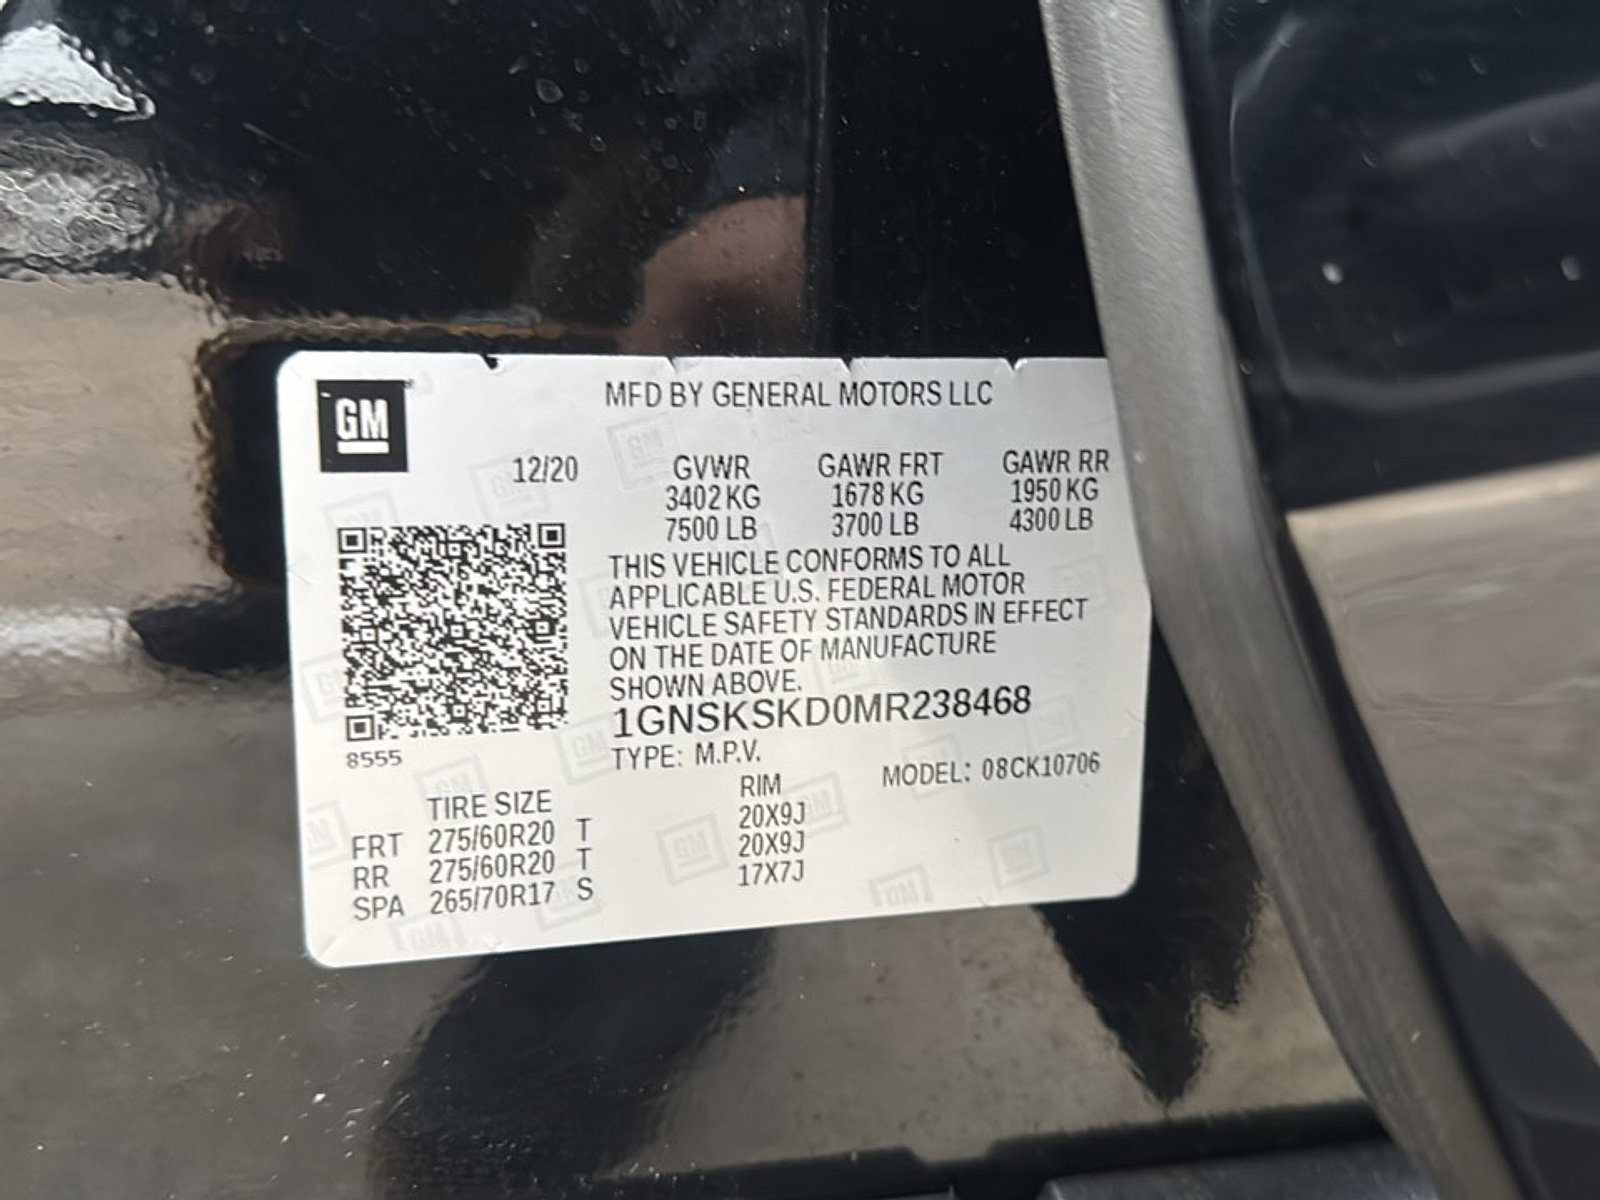 GM
MFD BY GENERAL MOTORS LLC
12/20 GVWR GAWR FRT GAWR RR
3402 KG 1678 KG 1950 KG
7500 LB 3700 LB 4300 LB
THIS VEHICLE CONFORMS TO ALL
APPLICABLE U.S. FEDERAL MOTOR
VEHICLE SAFETY STANDARDS IN EFFECT
ON THE DATE OF MANUFACTURE
SHOWN ABOVE.
1GNSKSKD0MR238468
8555
TYPE: M.P.V. MODEL: 08CK10706
TIRE SIZE RIM
FRT 275/60R20 T 20X9J
RR 275/60R20 T 20X9J
SPA 265/70R17 S 17X7J